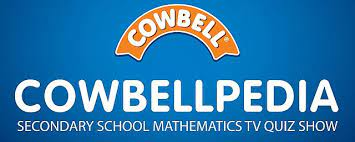 COWBELL
COWBELLPEDIA
SECONDARY SCHOOL MATHEMATICS TV QUIZ SHOW